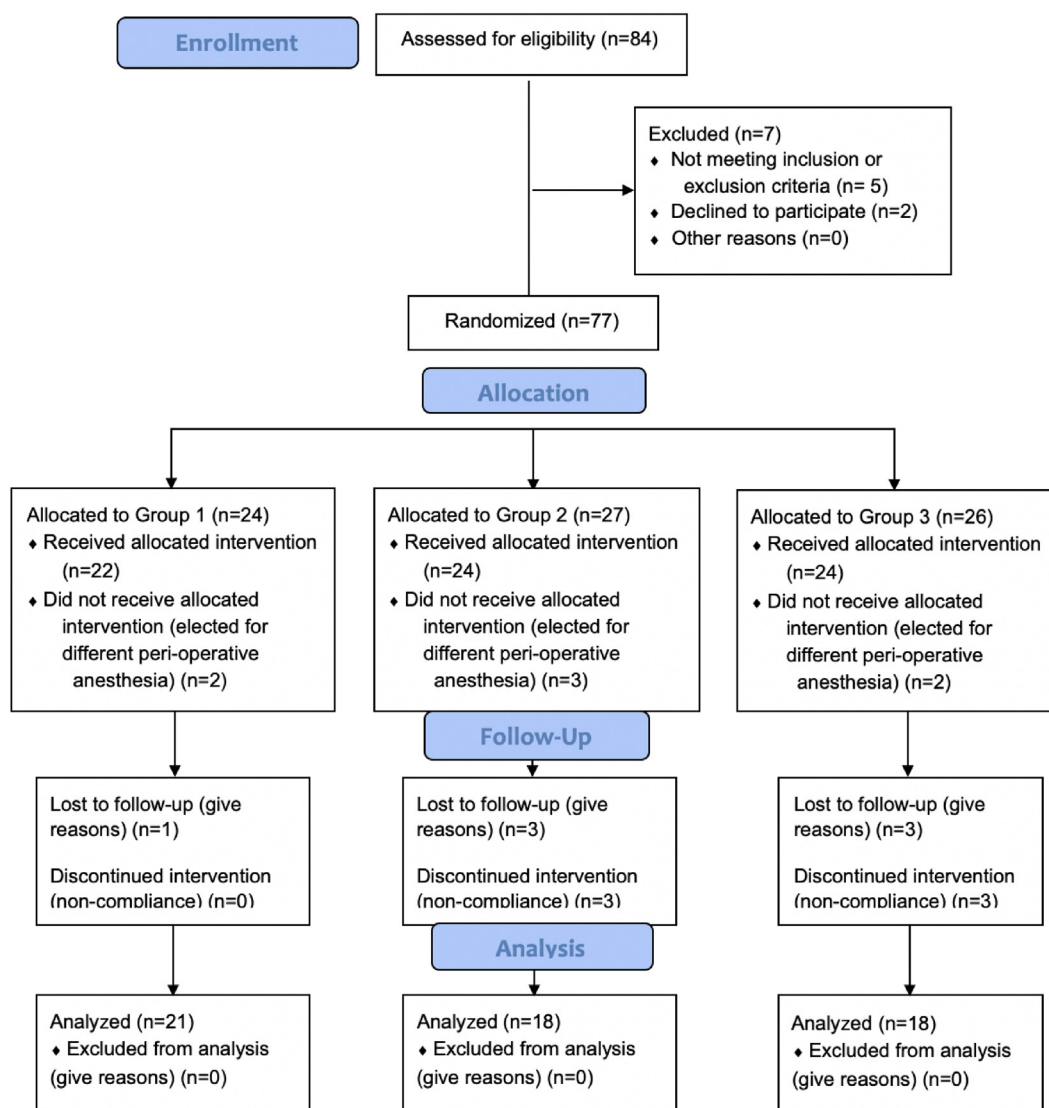 Enrollment
Assessed for eligibility (n=84)
Excluded (n=7)
♦ Not meeting inclusion or
exclusion criteria (n= 5)
♦ Declined to participate (n=2)
♦ Other reasons (n=0)
Randomized (n=77)
Allocation
Allocated to Group 1 (n=24)
♦ Received allocated intervention
(n=22)
♦ Did not receive allocated
intervention (elected for
different peri-operative
anesthesia) (n=2)
Allocated to Group 2 (n=27)
♦ Received allocated intervention
(n=24)
♦ Did not receive allocated
intervention (elected for
different peri-operative
anesthesia) (n=3)
Allocated to Group 3 (n=26)
♦ Received allocated intervention
(n=24)
♦ Did not receive allocated
intervention (elected for
different peri-operative
anesthesia) (n=2)
Follow-Up
Lost to follow-up (give
reasons) (n=1)
Discontinued intervention
(non-compliance) (n=0)
Lost to follow-up (give
reasons) (n=3)
Discontinued intervention
(non-compliance) (n=3)
Lost to follow-up (give
reasons) (n=3)
Discontinued intervention
(non-compliance) (n=3)
Analysis
Analyzed (n=21)
♦ Excluded from analysis
(give reasons) (n=0)
Analyzed (n=18)
♦ Excluded from analysis
(give reasons) (n=0)
Analyzed (n=18)
♦ Excluded from analysis
(give reasons) (n=0)